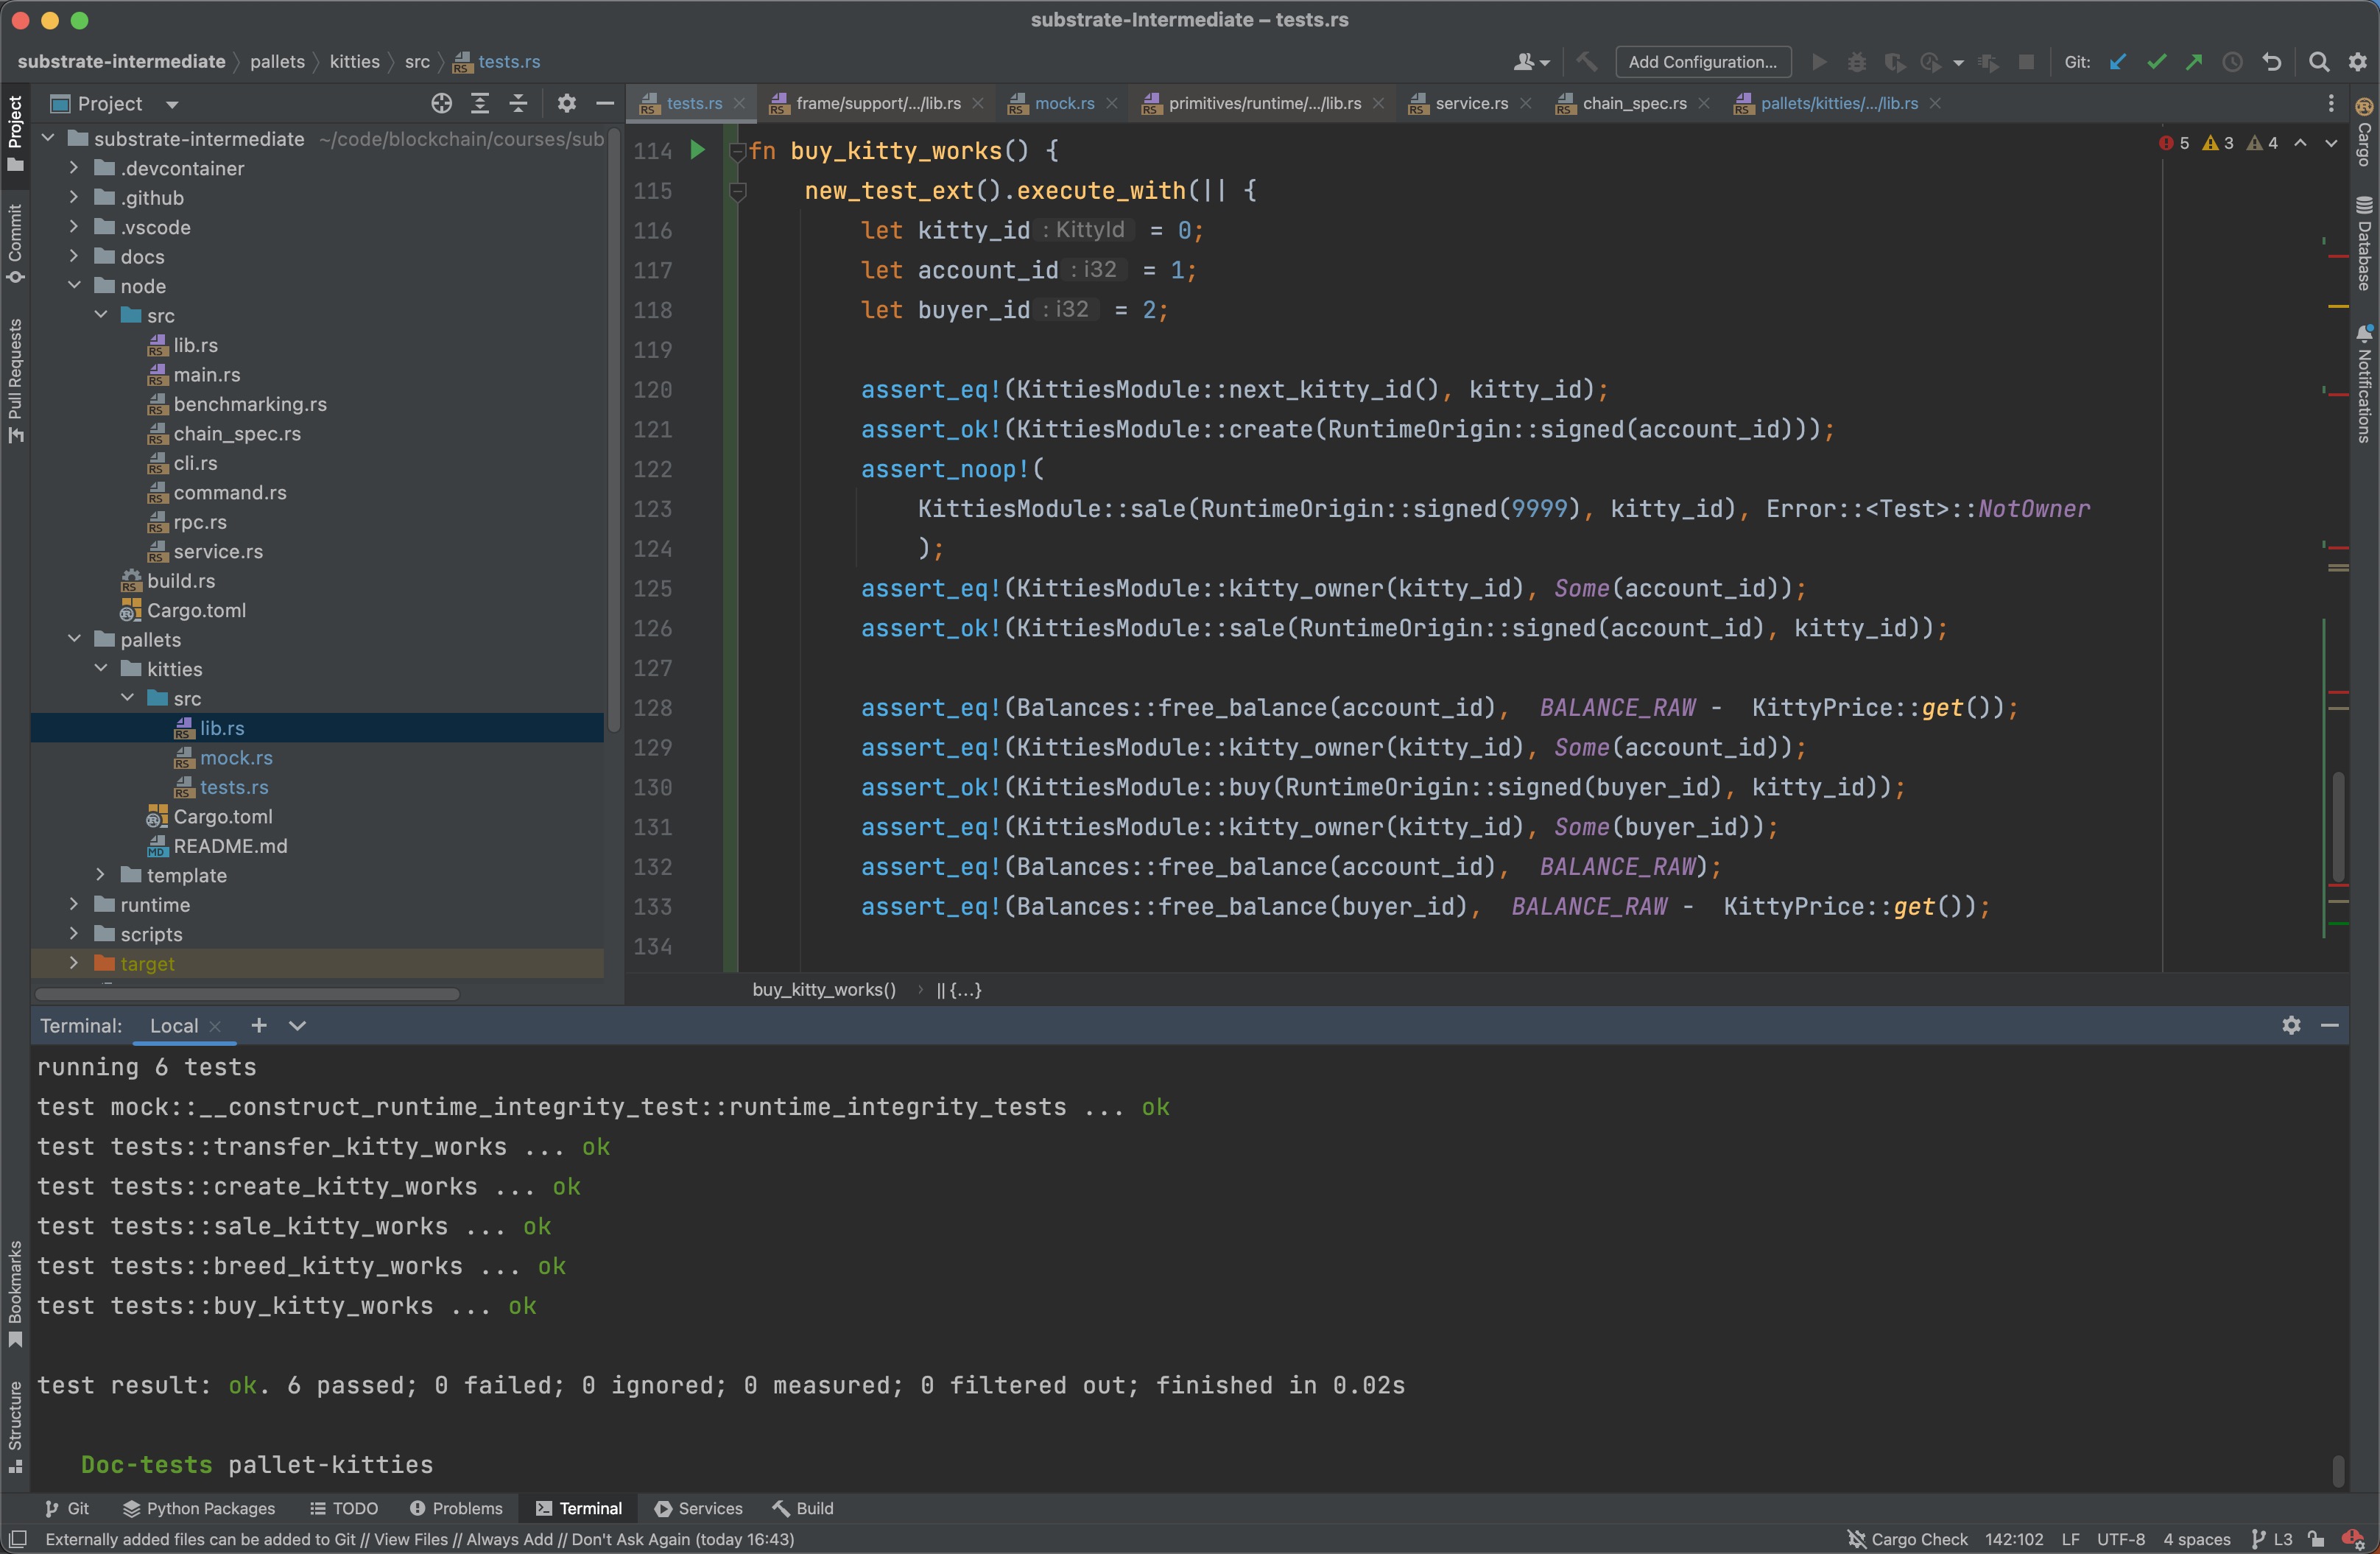 substrate-Intermediate – tests.rs
substrate-intermediate pallets kitties src tests.rs
Add Configuration...
Git:
Project
tests.rs
frame/support/.../lib.rs
mock.rs
primitives/runtime/.../lib.rs
service.rs
chain_spec.rs
pallets/kitties/.../lib.rs
Project
Commit
Pull Requests
Bookmarks
Structure
substrate-intermediate ~/code/blockchain/courses/sub
.devcontainer
.github
.vscode
docs
node
src
lib.rs
main.rs
benchmarking.rs
chain_spec.rs
cli.rs
command.rs
rpc.rs
service.rs
build.rs
Cargo.toml
pallets
kitties
src
lib.rs
mock.rs
tests.rs
Cargo.toml
README.md
template
runtime
scripts
target
5 3 4
114 fn buy_kitty_works() {
115 new_test_ext().execute_with(|| {
116 let kitty_id : KittyId = 0;
117 let account_id : i32 = 1;
118 let buyer_id : i32 = 2;
119
120 assert_eq!(KittiesModule::next_kitty_id(), kitty_id);
121 assert_ok!(KittiesModule::create(RuntimeOrigin::signed(account_id)));
122 assert_noop!(
123 KittiesModule::sale(RuntimeOrigin::signed(9999), kitty_id), Error::<Test>::NotOwner
124 );
125 assert_eq!(KittiesModule::kitty_owner(kitty_id), Some(account_id));
126 assert_ok!(KittiesModule::sale(RuntimeOrigin::signed(account_id), kitty_id));
127
128 assert_eq!(Balances::free_balance(account_id), BALANCE_RAW - KittyPrice::get());
129 assert_eq!(KittiesModule::kitty_owner(kitty_id), Some(account_id));
130 assert_ok!(KittiesModule::buy(RuntimeOrigin::signed(buyer_id), kitty_id));
131 assert_eq!(KittiesModule::kitty_owner(kitty_id), Some(buyer_id));
132 assert_eq!(Balances::free_balance(account_id), BALANCE_RAW);
133 assert_eq!(Balances::free_balance(buyer_id), BALANCE_RAW - KittyPrice::get());
134
buy_kitty_works() › || {...}
Cargo
Database
Notifications
Terminal: Local
running 6 tests
test mock::__construct_runtime_integrity_test::runtime_integrity_tests ... ok
test tests::transfer_kitty_works ... ok
test tests::create_kitty_works ... ok
test tests::sale_kitty_works ... ok
test tests::breed_kitty_works ... ok
test tests::buy_kitty_works ... ok
test result: ok. 6 passed; 0 failed; 0 ignored; 0 measured; 0 filtered out; finished in 0.02s
Doc-tests pallet-kitties
Git Python Packages TODO Problems Terminal Services Build
Externally added files can be added to Git // View Files // Always Add // Don't Ask Again (today 16:43)
Cargo Check 142:102 LF UTF-8 4 spaces L3